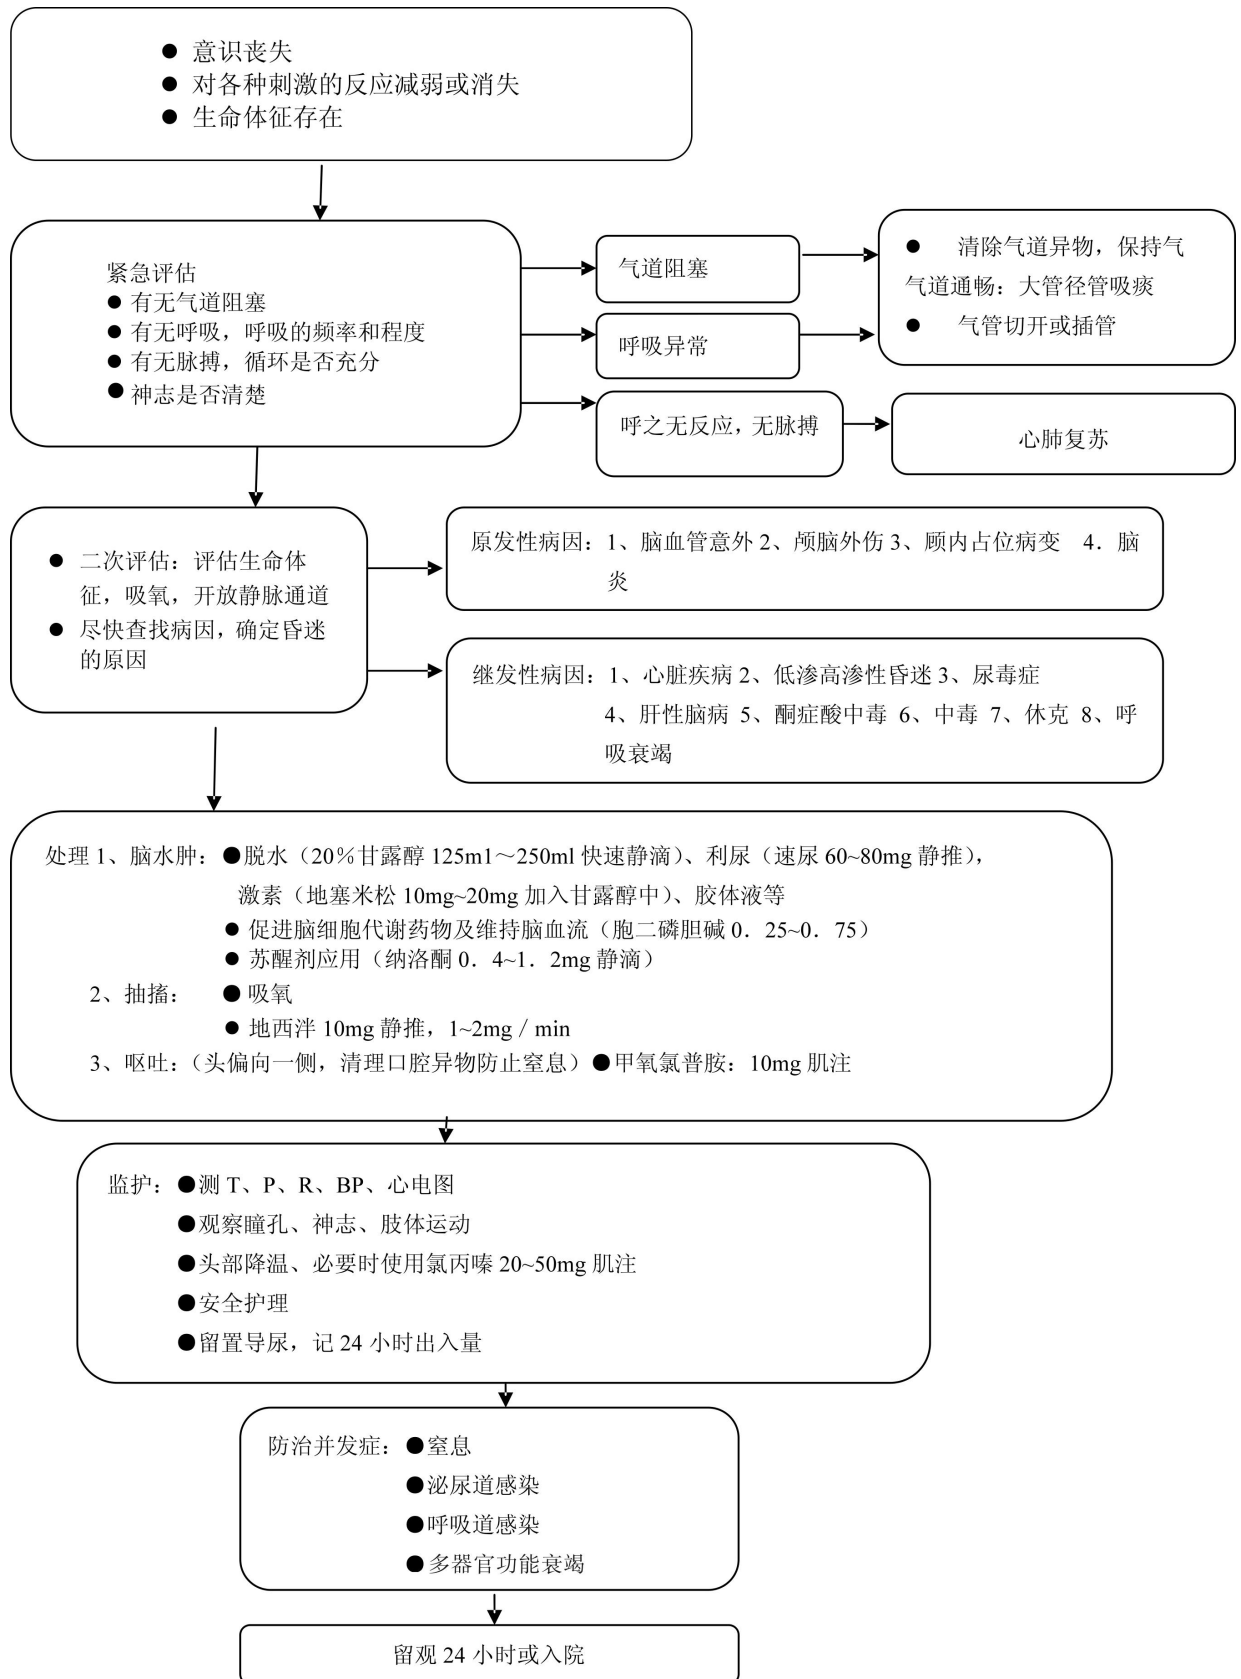 ● 意识丧失
● 对各种刺激的反应减弱或消失
● 生命体征存在
紧急评估
● 有无气道阻塞
● 有无呼吸，呼吸的频率和程度
● 有无脉搏，循环是否充分
● 神志是否清楚
气道阻塞
呼吸异常
呼之无反应，无脉搏
● 清除气道异物，保持气
气道通畅：大管径管吸痰
● 气管切开或插管
心肺复苏
● 二次评估：评估生命体
征，吸氧，开放静脉通道
● 尽快查找病因，确定昏迷
的原因
原发性病因：1、脑血管意外 2、颅脑外伤 3、顾内占位病变 4．脑
炎
继发性病因：1、心脏疾病 2、低渗高渗性昏迷 3、尿毒症
4、肝性脑病 5、酮症酸中毒 6、中毒 7、休克 8、呼
吸衰竭
处理 1、脑水肿：●脱水（20％甘露醇 125m1～250ml 快速静滴）、利尿（速尿 60~80mg 静推），
激素（地塞米松 10mg~20mg 加入甘露醇中）、胶体液等
● 促进脑细胞代谢药物及维持脑血流（胞二磷胆碱 0．25~0．75）
● 苏醒剂应用（纳洛酮 0．4~1．2mg 静滴）
2、抽搐： ● 吸氧
● 地西泮 10mg 静推，1~2mg／min
3、呕吐：（头偏向一侧，清理口腔异物防止窒息）●甲氧氯普胺：10mg 肌注
监护：●测 T、P、R、BP、心电图
●观察瞳孔、神志、肢体运动
●头部降温、必要时使用氯丙嗪 20~50mg 肌注
●安全护理
●留置导尿，记 24 小时出入量
防治并发症：●窒息
●泌尿道感染
●呼吸道感染
●多器官功能衰竭
留观 24 小时或入院